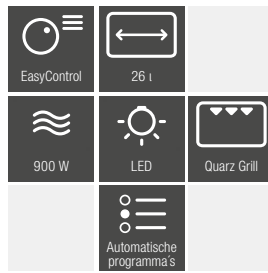 EasyControl
26 ι
900 W
LED
Quarz Grill
Automatische
programma´s